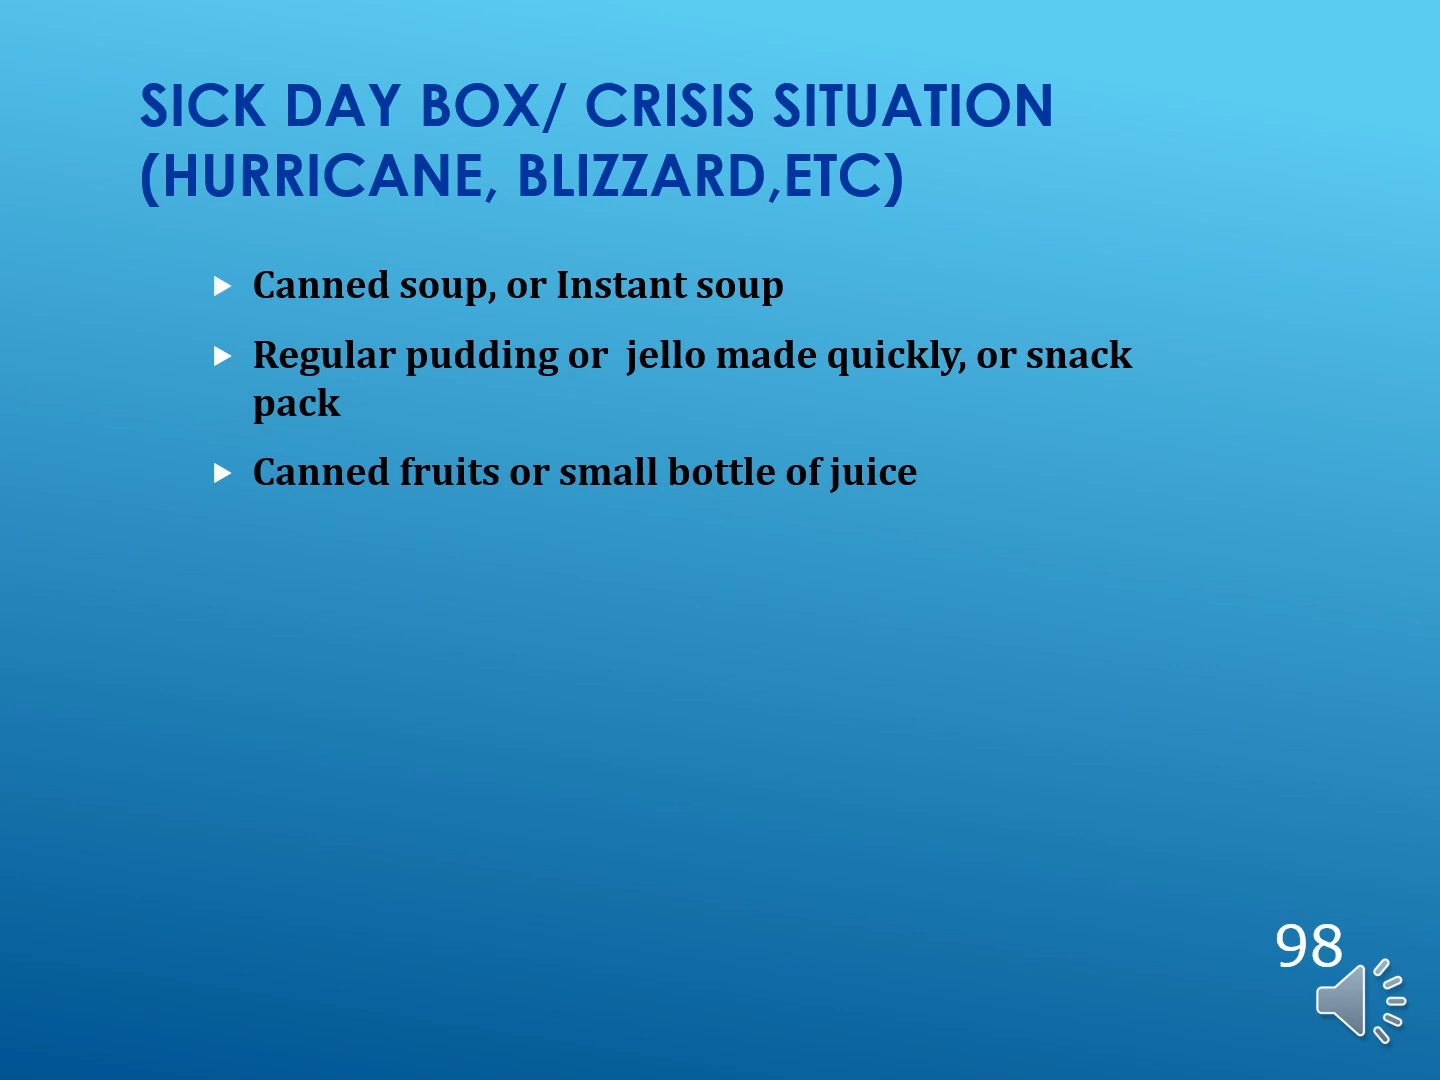 SICK DAY BOX/ CRISIS SITUATION
(HURRICANE, BLIZZARD,ETC)
Canned soup, or Instant soup
Regular pudding or  jello made quickly, or snack
pack
Canned fruits or small bottle of juice
98